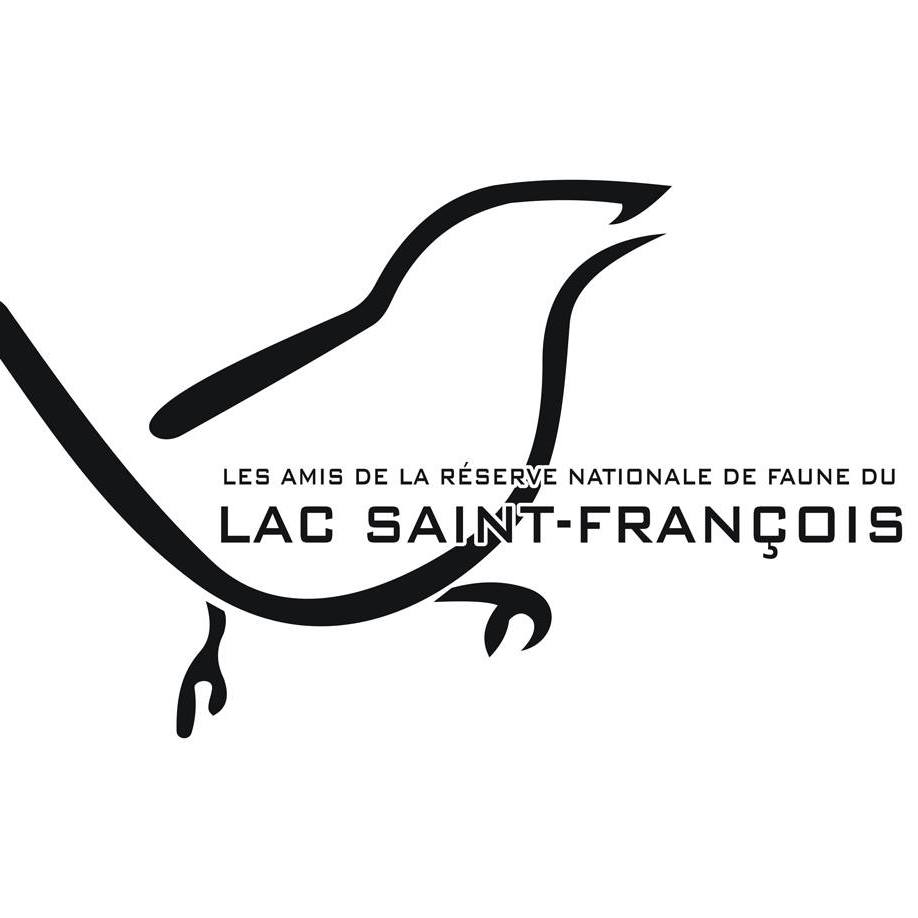 LES AMIS DE LA RÉSERVE NATIONALE DE FAUNE DU
LAC SAINT-FRANÇOIS